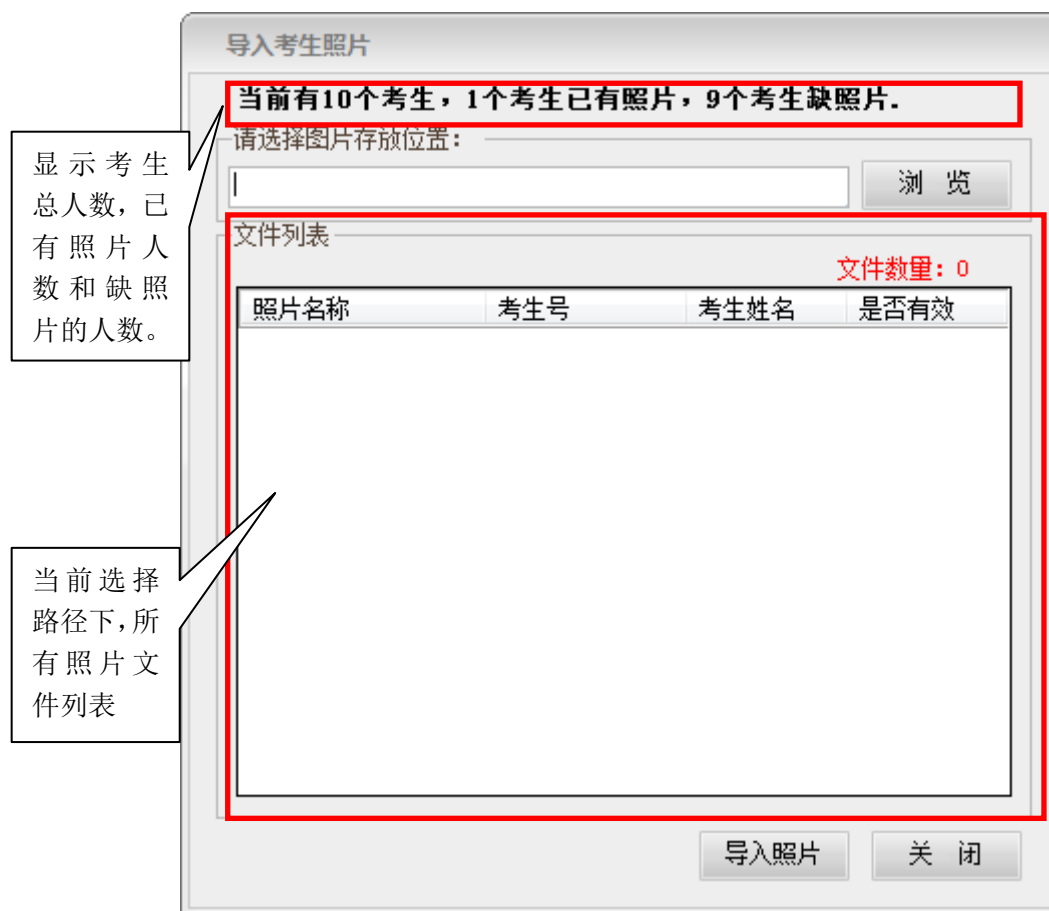 导入考生照片
当前有10个考生，1个考生已有照片，9个考生缺照片.
请选择图片存放位置：
浏 览
文件列表
文件数量：0
照片名称 考生号 考生姓名 是否有效
导入照片 关 闭
显示考生
总人数，已
有照片人
数和缺照
片的人数。
当前选择
路径下，所
有照片文
件列表